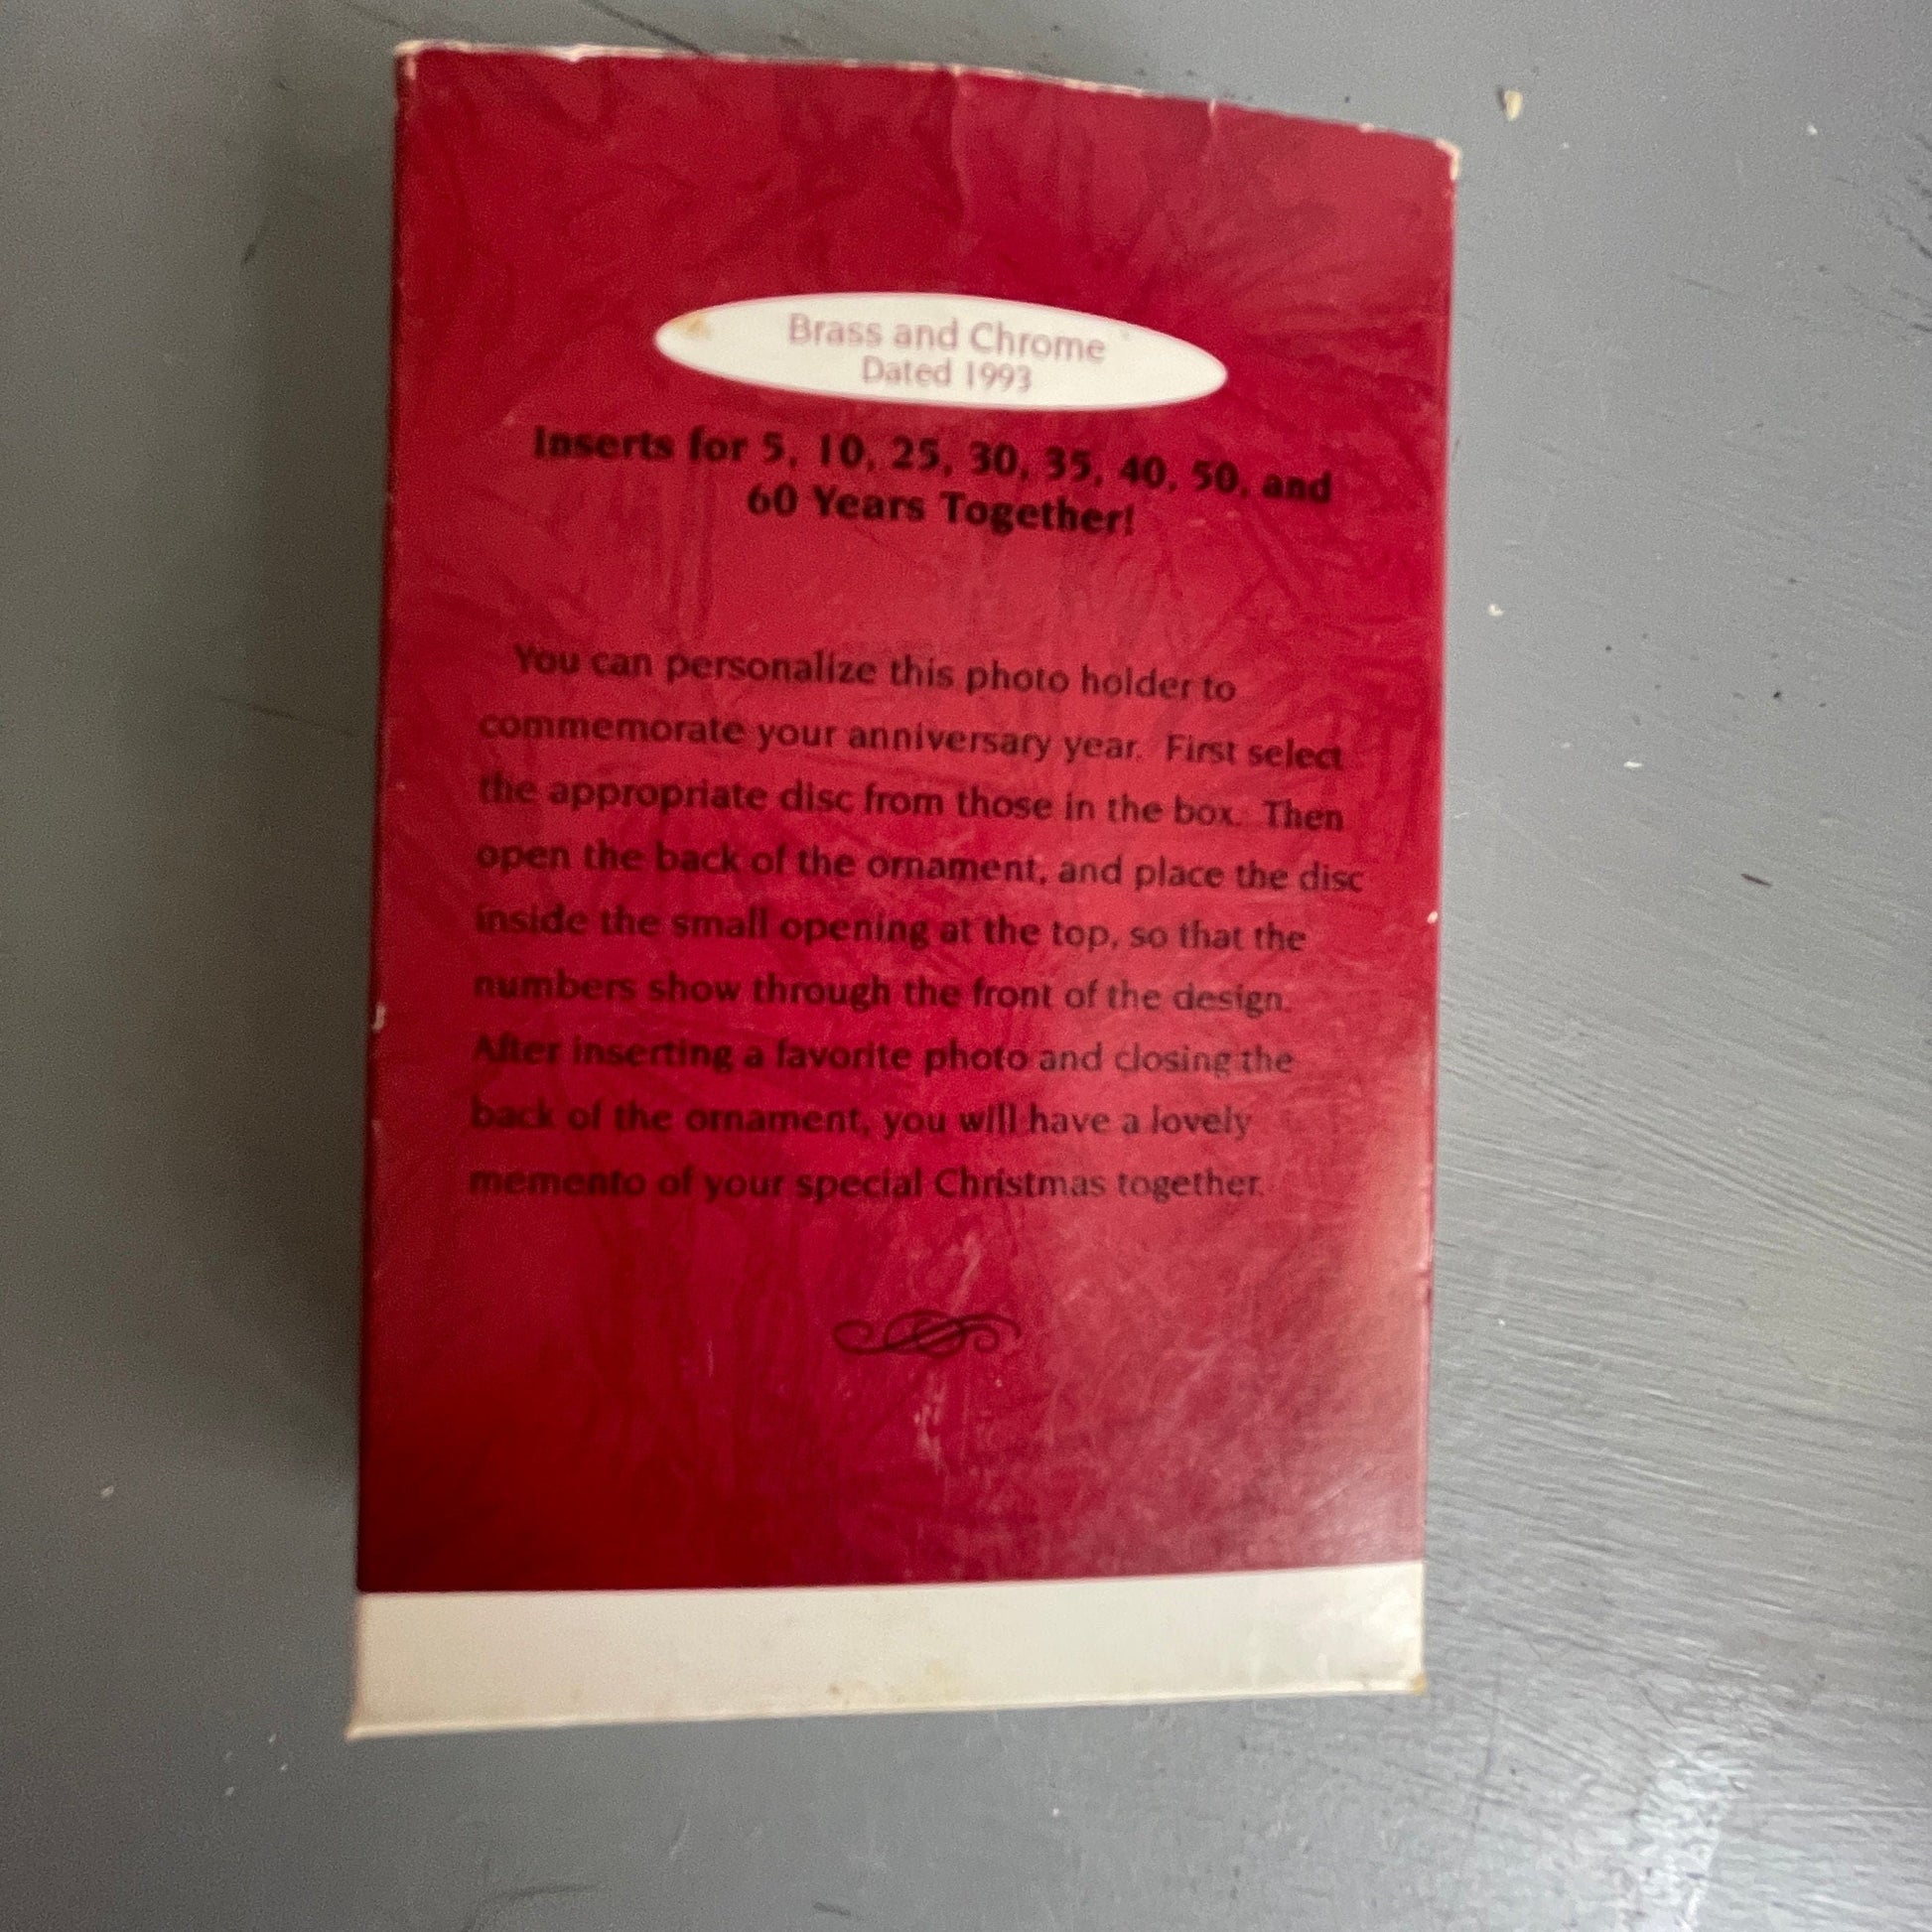 Brass and Chrome
Dated 1993
Inserts for 5, 10, 25, 30, 35, 40, 50, and
60 Years Together!
You can personalize this photo holder to
commemorate your anniversary year. First select
the appropriate disc from those in the box. Then
open the back of the ornament, and place the disc
inside the small opening at the top, so that the
numbers show through the front of the design.
After inserting a favorite photo and closing the
back of the ornament, you will have a lovely
memento of your special Christmas together.